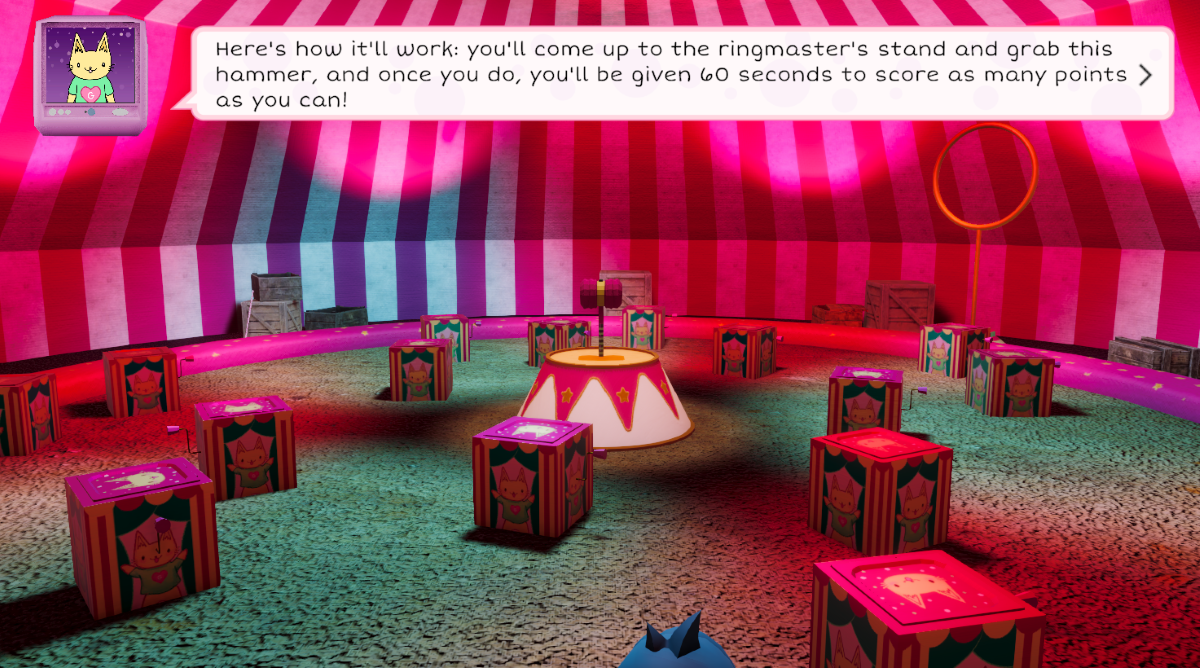 Here's how it'll work: you'll come up to the ringmaster's stand and grab this
hammer, and once you do, you'll be given 60 seconds to score as many points
as you can!
G